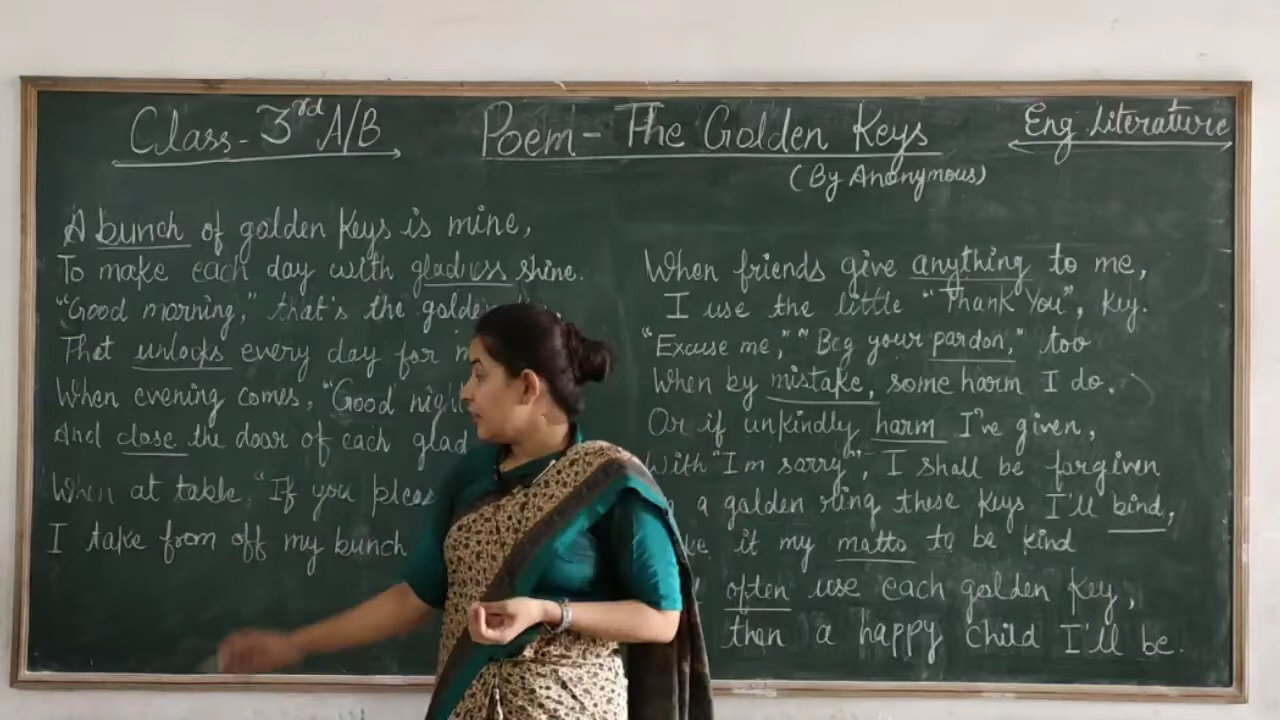 Class-3rd A/B
Poem- The Golden Keys
Eng Literature
(By Anonymous)
A bunch of golden keys is mine,
To make each day with gladness shine.
"Good morning," that's the golden
That unlocks every day for
When evening comes, "Good night
And close the door of each glad
When at table, "If you please
I take from off my bunch
When friends give anything to me,
I use the little "Thank You", key.
"Excuse me," "Beg your pardon," too
When by mistake, some harm I do.
Or if unkindly harm I've given,
With "I'm sorry", I shall be forgiven
a golden ring these keys I'll bind,
it my motto to be kind
often use each golden key,
then a happy child I'll be.